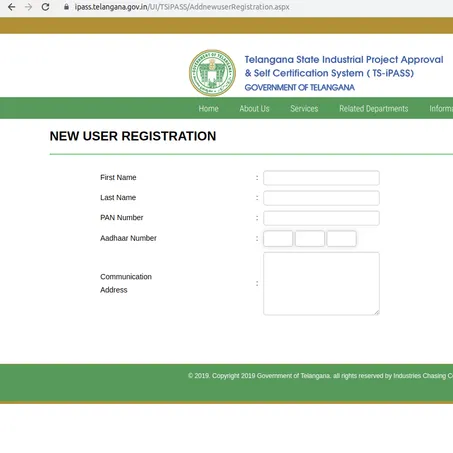 ipass.telangana.gov.in/UI/TSiPASS/AddnewuserRegistration.aspx
Telangana State Industrial Project Approval
& Self Certification System ( TS-iPASS)
GOVERNMENT OF TELANGANA
Home About Us Services Related Departments Informa
NEW USER REGISTRATION
First Name :
Last Name :
PAN Number :
Aadhaar Number :
Communication
Address :
© 2019. Copyright 2019 Government of Telangana. all rights reserved by Industries Chasing C